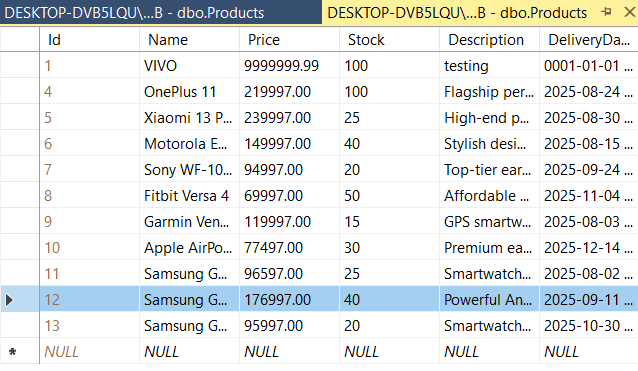 DESKTOP-DVB5LQU\...B - dbo.Products DESKTOP-DVB5LQU\...B - dbo.Products
Id Name Price Stock Description DeliveryDa...
1 VIVO 9999999.99 100 testing 0001-01-01 ...
4 OnePlus 11 219997.00 100 Flagship per... 2025-08-24 ...
5 Xiaomi 13 P... 239997.00 25 High-end p... 2025-08-30 ...
6 Motorola E... 149997.00 40 Stylish desi... 2025-08-15 ...
7 Sony WF-10... 94997.00 20 Top-tier ear... 2025-09-24 ...
8 Fitbit Versa 4 69997.00 50 Affordable ... 2025-11-04 ...
9 Garmin Ven... 119997.00 15 GPS smartw... 2025-08-03 ...
10 Apple AirPo... 77497.00 30 Premium ea... 2025-12-14 ...
11 Samsung G... 96597.00 25 Smartwatch... 2025-08-02 ...
12 Samsung G... 176997.00 40 Powerful An... 2025-09-11 ...
13 Samsung G... 95997.00 20 Smartwatch... 2025-10-30 ...
NULL NULL NULL NULL NULL NULL